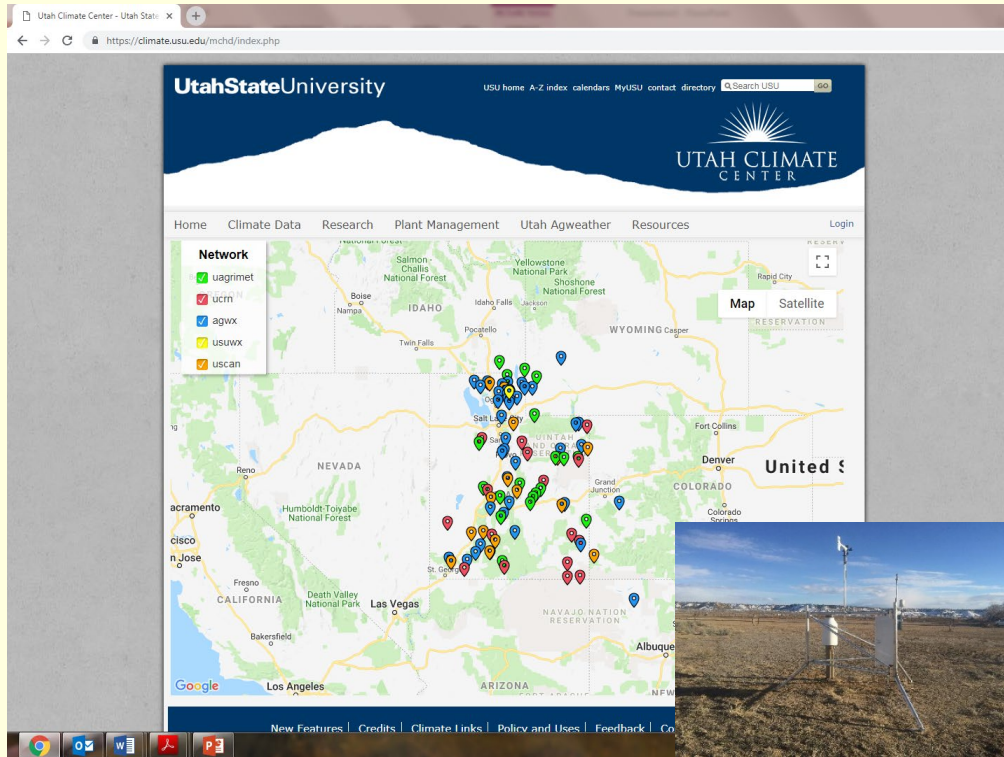 Utah Climate Center - Utah State
https://climate.usu.edu/mchd/index.php
UtahStateUniversity
USU home A-Z index calendars MyUSU contact directory Search USU GO
UTAH CLIMATE
CENTER
Home Climate Data Research Plant Management Utah Agweather Resources Login
Network
uagrimet
ucrn
agwx
usuwx
uscan
Map Satellite
Salmon-
Challis
National Forest
Yellowstone
National Park
Shoshone
National Forest
Rapid City
Boise
Nampa
IDAHO
Idaho Falls
Jackson
WYOMING
Casper
RESERVATION
Pocatello
Twin Falls
Fort Collins
Reno
NEVADA
Denver
United S
Grand
Junction
COLORADO
acramento
Humboldt-Toiyabe
National Forest
Colorado
Springs
cisco
n Jose
St. George
Fresno
CALIFORNIA
Death Valley
National Park
Las Vegas
NAVAJO NATION
RESERVATION
Bakersfield
Albuque
Google
Los Angeles
ARIZONA
NEW
New Features | Credits | Climate Links | Policy and Uses | Feedback | Co